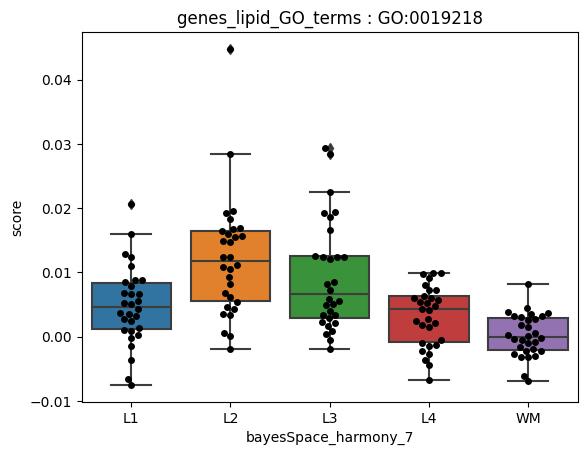 genes_lipid_GO_terms : GO:0019218
0.04
0.03
0.02
0.01
0.00
−0.01
score
L1 L2 L3 L4 WM
bayesSpace_harmony_7